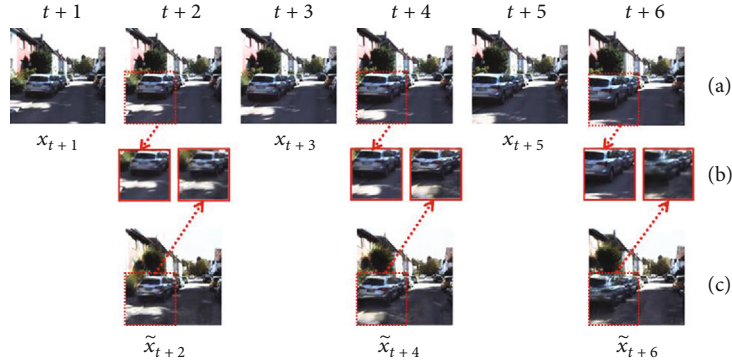 t + 1 t + 2 t + 3 t + 4 t + 5 t + 6
(a)
x_{t+1} x_{t+3} x_{t+5}
(b)
(c)
x̃_{t+2} x̃_{t+4} x̃_{t+6}